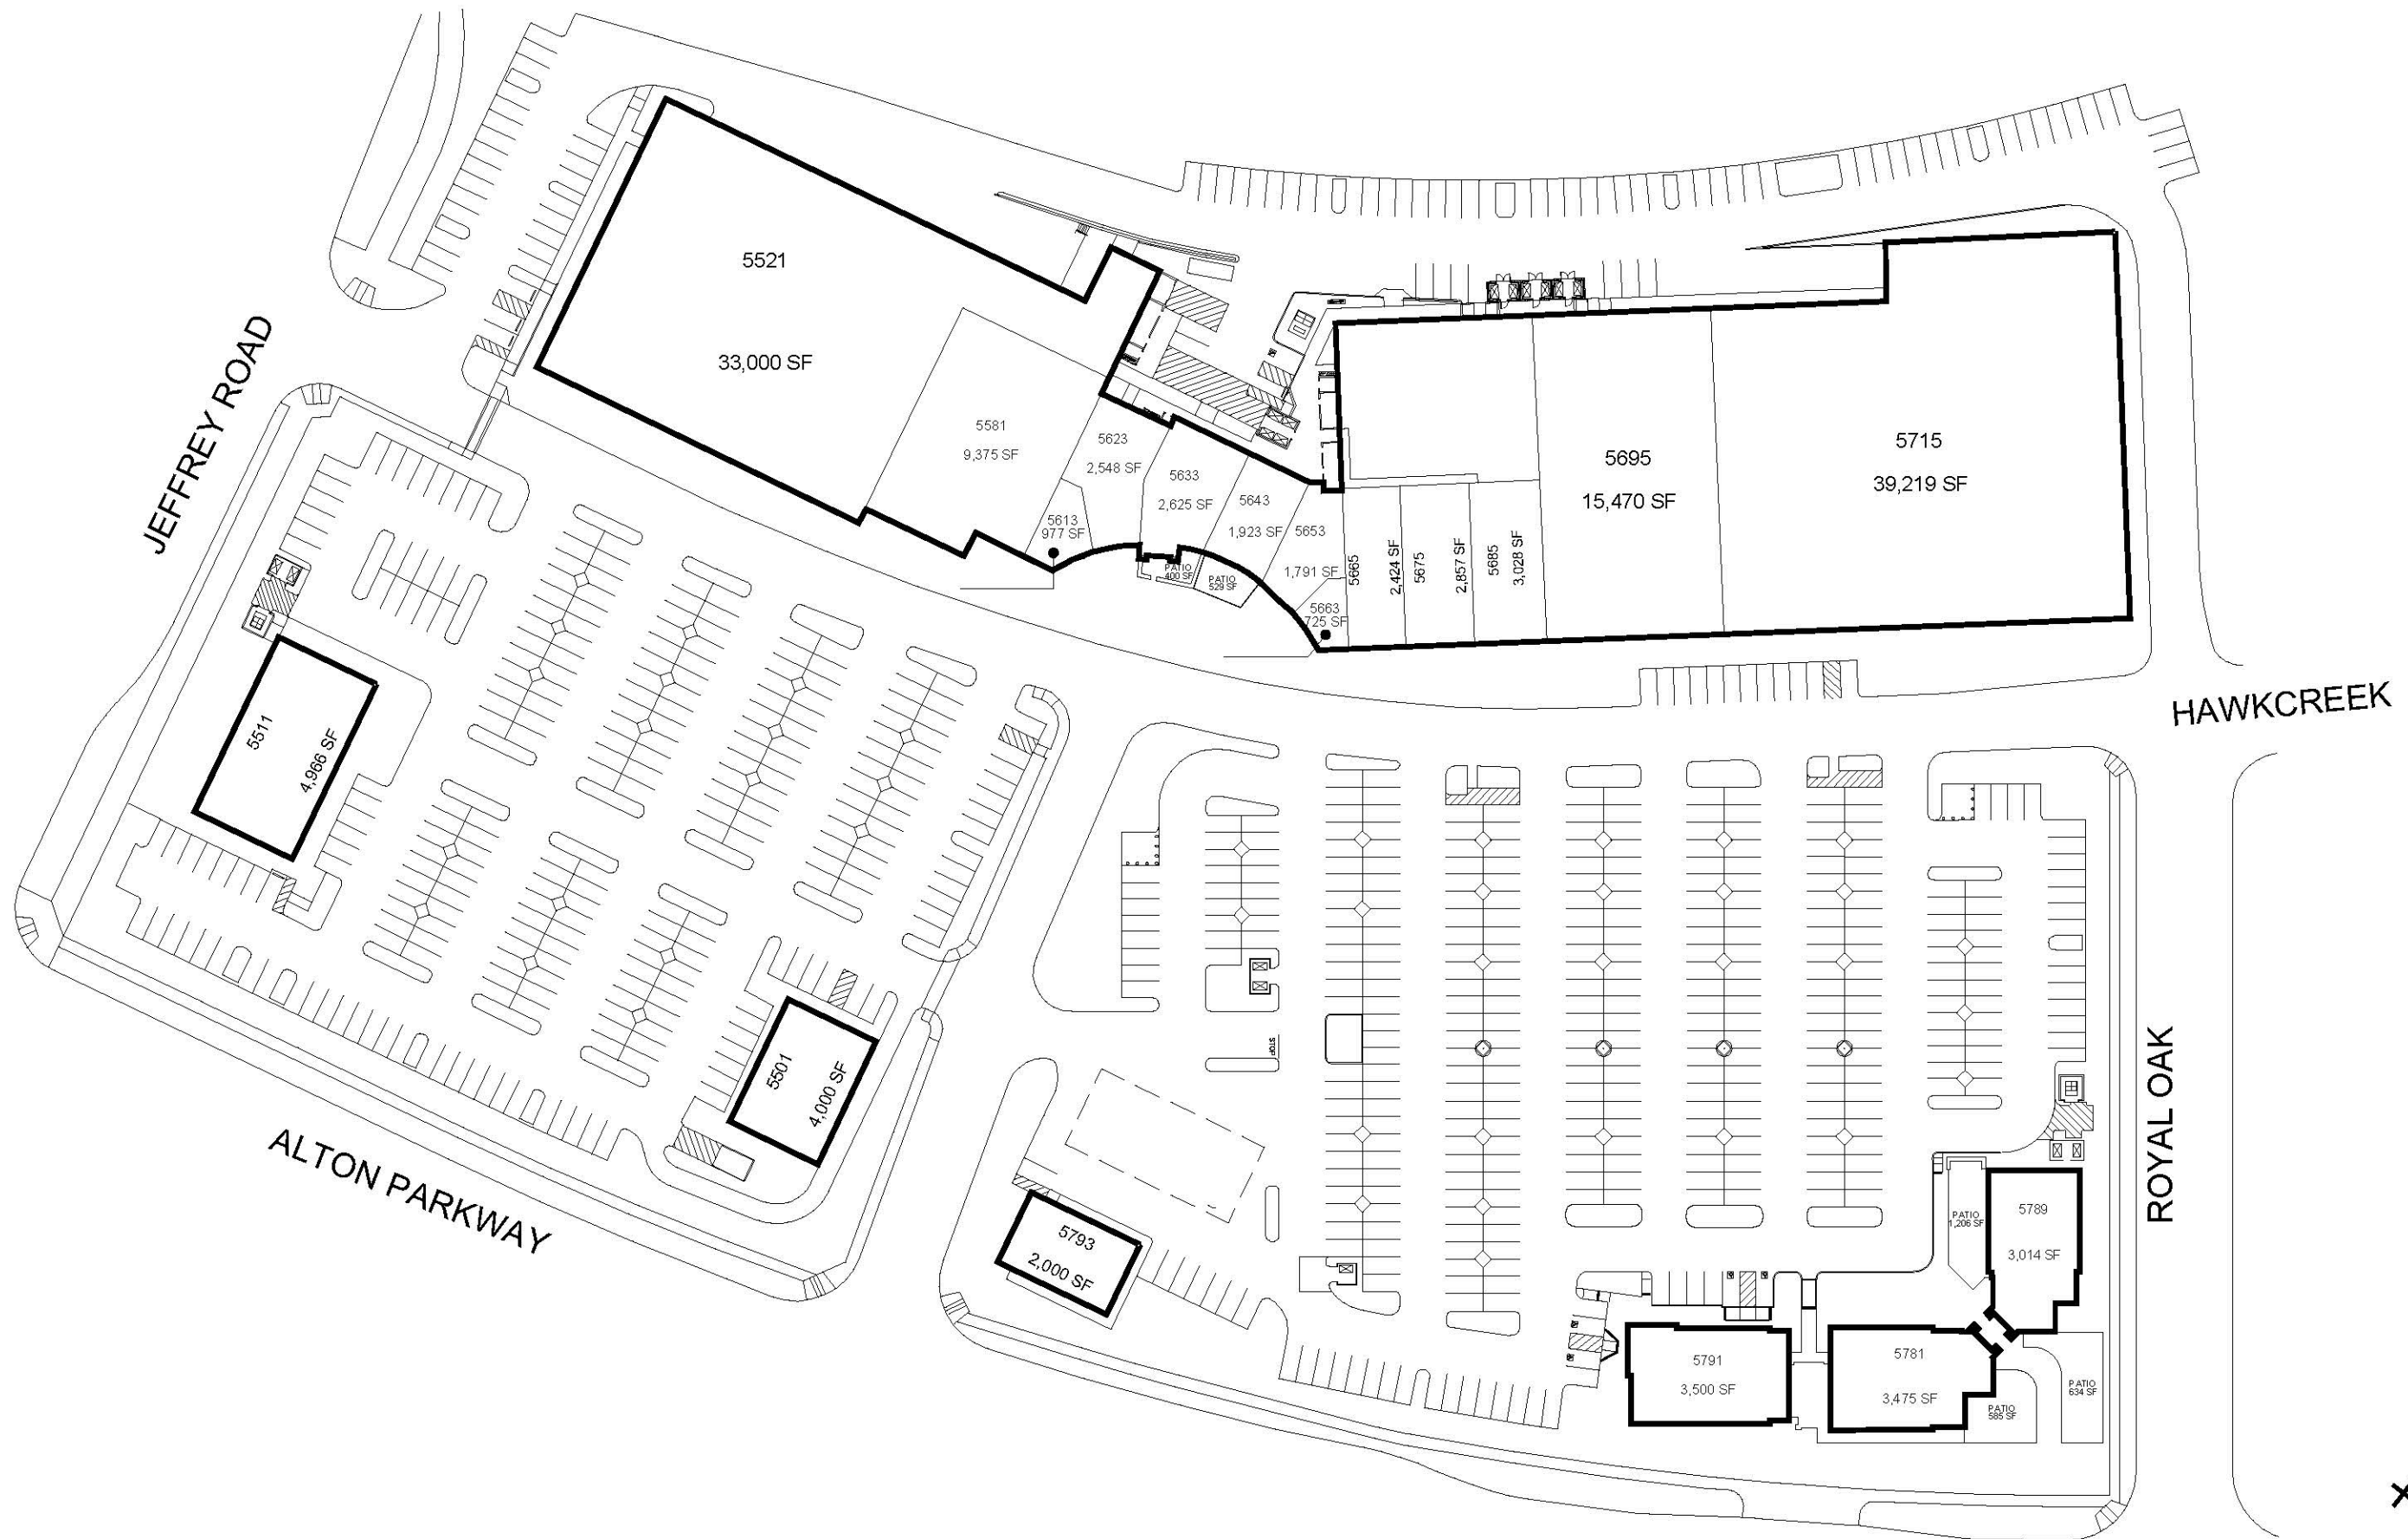 5521
33,000 SF
JEFFREY ROAD
5581
9,375 SF
5623
2,548 SF
5633
2,625 SF
5643
1,923 SF
5653
1,791 SF
5613
977 SF
PATIO
400 SF
PATIO
529 SF
5663
725 SF
5665
2,424 SF
5675
2,857 SF
5685
3,028 SF
5695
15,470 SF
5715
39,219 SF
HAWKCREEK
5511
4,966 SF
5501
4,000 SF
ALTON PARKWAY
STOP
5793
2,000 SF
ROYAL OAK
PATIO
1,206 SF
5789
3,014 SF
5791
3,500 SF
5781
3,475 SF
PATIO
585 SF
PATIO
634 SF